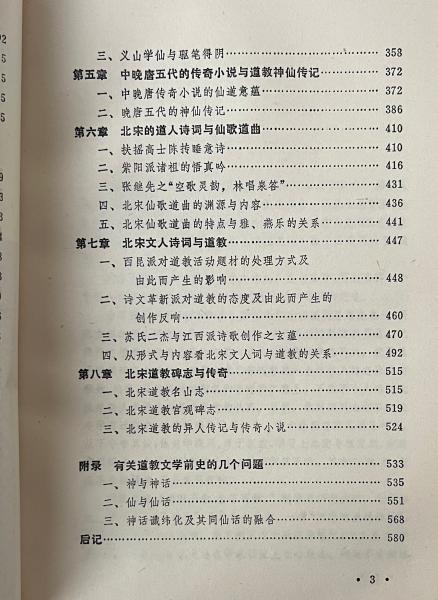 三、义山学仙与驱笔得阴 358
第五章 中晚唐五代的传奇小说与道教神仙传记 372
一、中晚唐传奇小说的仙道意蕴 372
二、晚唐五代的神仙传记 386
第六章 北宋的道人诗词与仙歌道曲 410
一、扶摇高士陈抟睡意诗 410
二、紫阳派诸祖的悟真吟 416
三、张继先之“空歌灵韵，林唱泉答” 431
四、北宋仙歌道曲的渊源与内容 436
五、北宋仙歌道曲的特点与雅、燕乐的关系 441
第七章 北宋文人诗词与道教 447
一、西昆派对道教活动题材的处理方式及
由此而产生的影响 448
二、诗文革新派对道教的态度及由此而产生的
创作反响 460
三、苏氏二杰与江西派诗歌创作之玄蕴 470
四、从形式与内容看北宋文人词与道教的关系 492
第八章 北宋道教碑志与传奇 515
一、北宋道教名山志 515
二、北宋道教宫观碑志 519
三、北宋道教的异人传记与传奇小说 524
附录 有关道教文学前史的几个问题 533
一、神与神话 535
二、仙与仙话 551
三、神话谶纬化及其同仙话的融合 568
后记 580
• 3 •